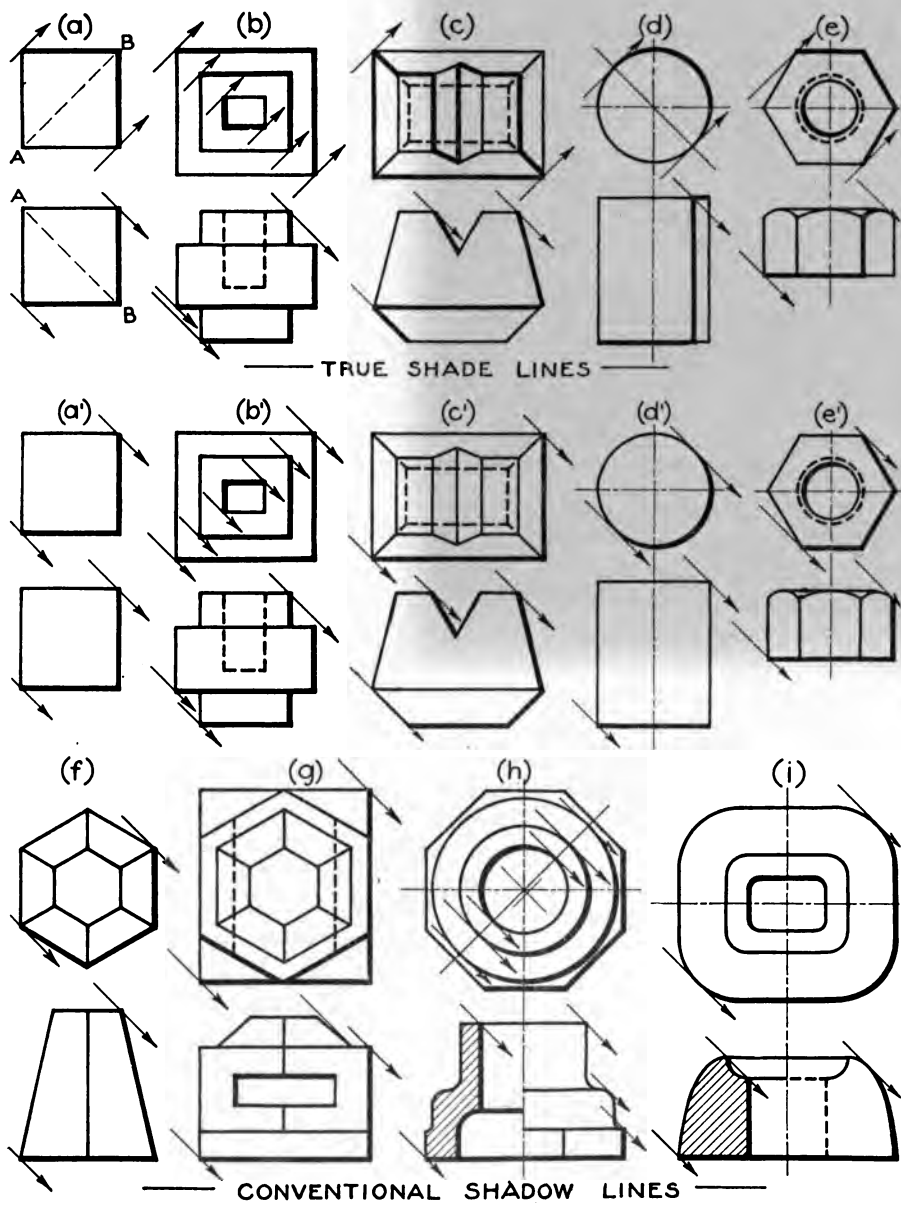 (a) (b) (c) (d) (e)
B
A
A
B
TRUE SHADE LINES
(a') (b') (c') (d') (e')
(f) (g) (h) (i)
CONVENTIONAL SHADOW LINES